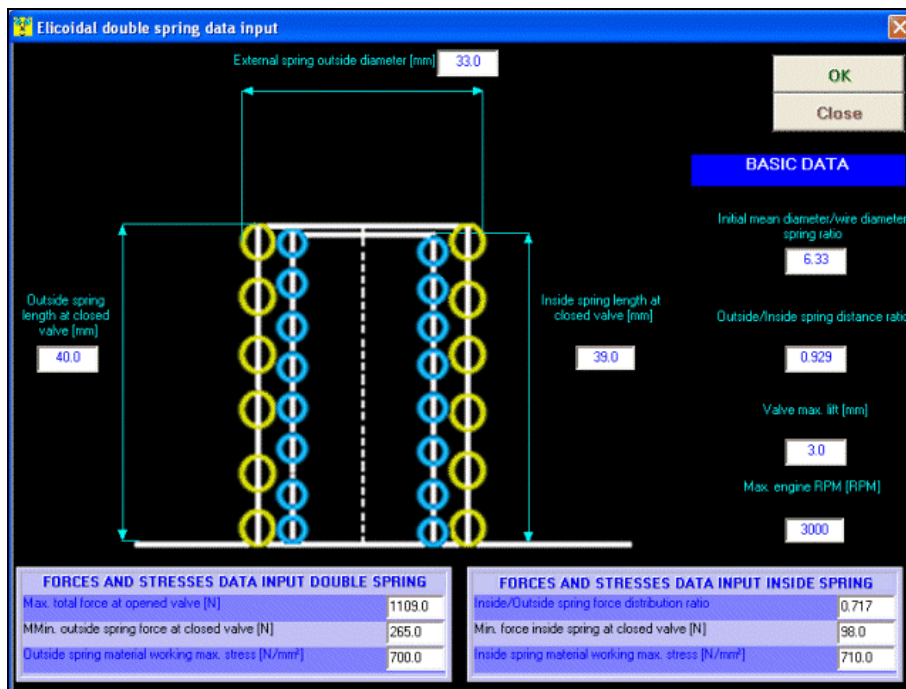 Elicoidal double spring data input
External spring outside diameter [mm] 33.0
OK
Close
BASIC DATA
Initial mean diameter/wire diameter
spring ratio
6.33
Outside spring
length at closed
valve [mm]
40.0
Inside spring length at
closed valve [mm]
39.0
Outside/Inside spring distance ratio
0.929
Valve max. lift [mm]
3.0
Max. engine RPM [RPM]
3000
FORCES AND STRESSES DATA INPUT DOUBLE SPRING
Max. total force at opened valve [N] 1109.0
MMin. outside spring force at closed valve [N] 265.0
Outside spring material working max. stress [N/mm²] 700.0
FORCES AND STRESSES DATA INPUT INSIDE SPRING
Inside/Outside spring force distribution ratio 0.717
Min. force inside spring at closed valve [N] 98.0
Inside spring material working max. stress [N/mm²] 710.0